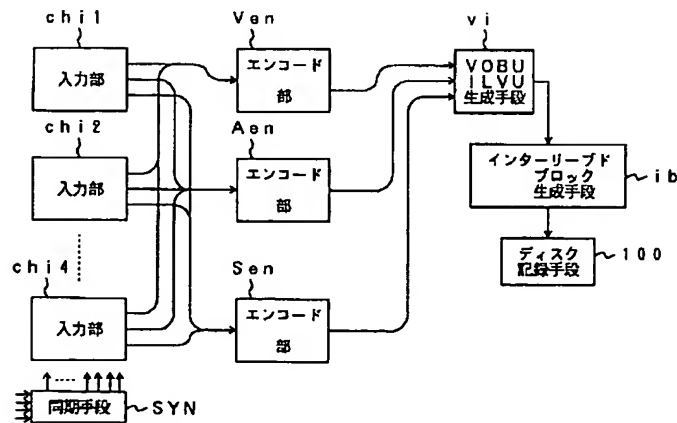 chi1
Ven
vi
入力部
エンコード
部
VOBU
ILVU
生成手段
chi2
Aen
入力部
エンコード
部
インターリーブド
ブロック
生成手段
ib
chi4
Sen
ディスク
記録手段
100
入力部
エンコード
部
同期手段
SYN